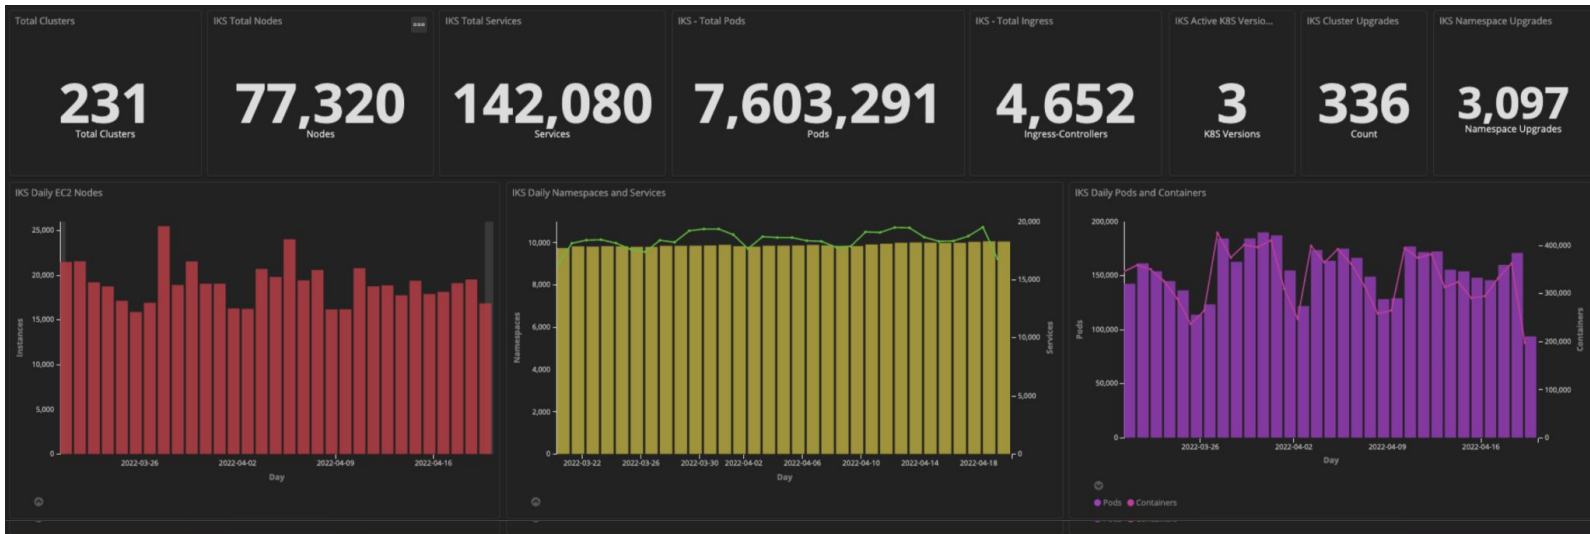 Total Clusters
231
Total Clusters
IKS Total Nodes
77,320
Nodes
IKS Total Services
142,080
Services
IKS - Total Pods
7,603,291
Pods
IKS - Total Ingress
4,652
Ingress-Controllers
IKS Active K8S Versio...
3
K8S Versions
IKS Cluster Upgrades
336
Count
IKS Namespace Upgrades
3,097
Namespace Upgrades
IKS Daily EC2 Nodes
25,000
20,000
15,000
10,000
5,000
0
Instances
2022-03-26 2022-04-02 2022-04-09 2022-04-16
Day
IKS Daily Namespaces and Services
10,000
8,000
6,000
4,000
2,000
0
Namespaces
20,000
15,000
10,000
5,000
0
Services
2022-03-22 2022-03-26 2022-03-30 2022-04-02 2022-04-06 2022-04-10 2022-04-14 2022-04-18
Day
IKS Daily Pods and Containers
200,000
150,000
100,000
50,000
0
Pods
400,000
300,000
200,000
100,000
0
Containers
2022-03-26 2022-04-02 2022-04-09 2022-04-16
Day
Pods Containers